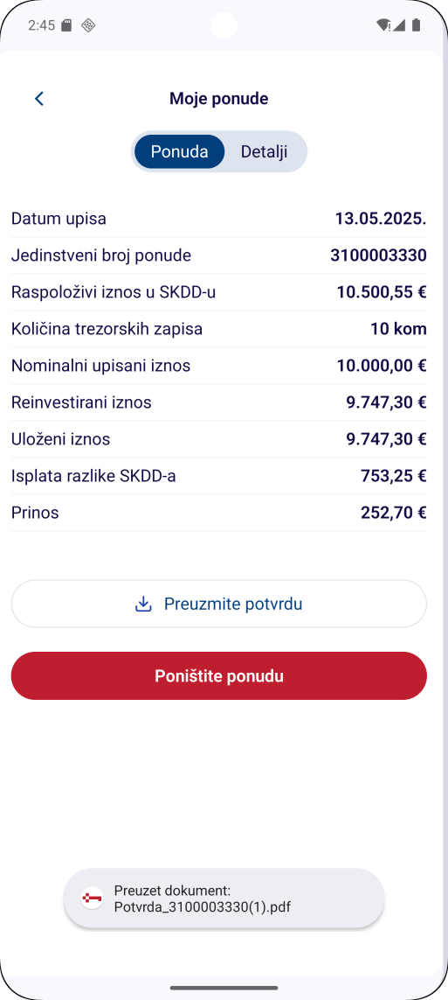 2:45
Moje ponude
Ponuda Detalji
Datum upisa 13.05.2025.
Jedinstveni broj ponude 3100003330
Raspoloživi iznos u SKDD-u 10.500,55 €
Količina trezorskih zapisa 10 kom
Nominalni upisani iznos 10.000,00 €
Reinvestirani iznos 9.747,30 €
Uloženi iznos 9.747,30 €
Isplata razlike SKDD-a 753,25 €
Prinos 252,70 €
Preuzmite potvrdu
Poništite ponudu
Preuzet dokument:
Potvrda_3100003330(1).pdf